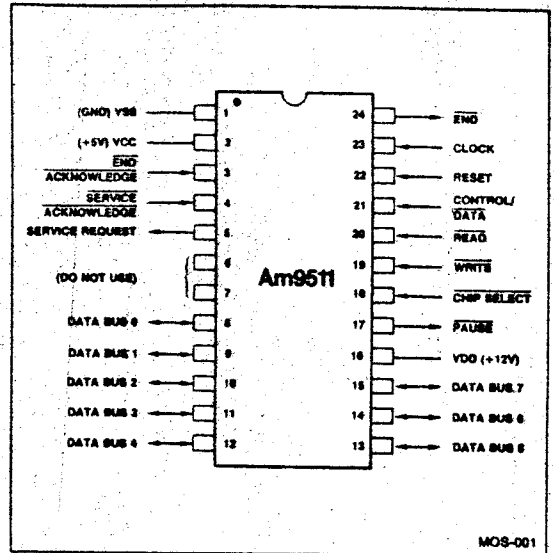 (GND) VSS 1
(+5V) VCC 2
END
ACKNOWLEDGE 3
SERVICE
ACKNOWLEDGE 4
SERVICE REQUEST 5
(DO NOT USE) 6
7
DATA BUS 0 8
DATA BUS 1 9
DATA BUS 2 10
DATA BUS 3 11
DATA BUS 4 12
Am9511
24 END
23 CLOCK
22 RESET
21 CONTROL/
DATA
20 READ
19 WRITE
18 CHIP SELECT
17 PAUSE
16 VDD (+12V)
15 DATA BUS 7
14 DATA BUS 6
13 DATA BUS 5
MOS-001